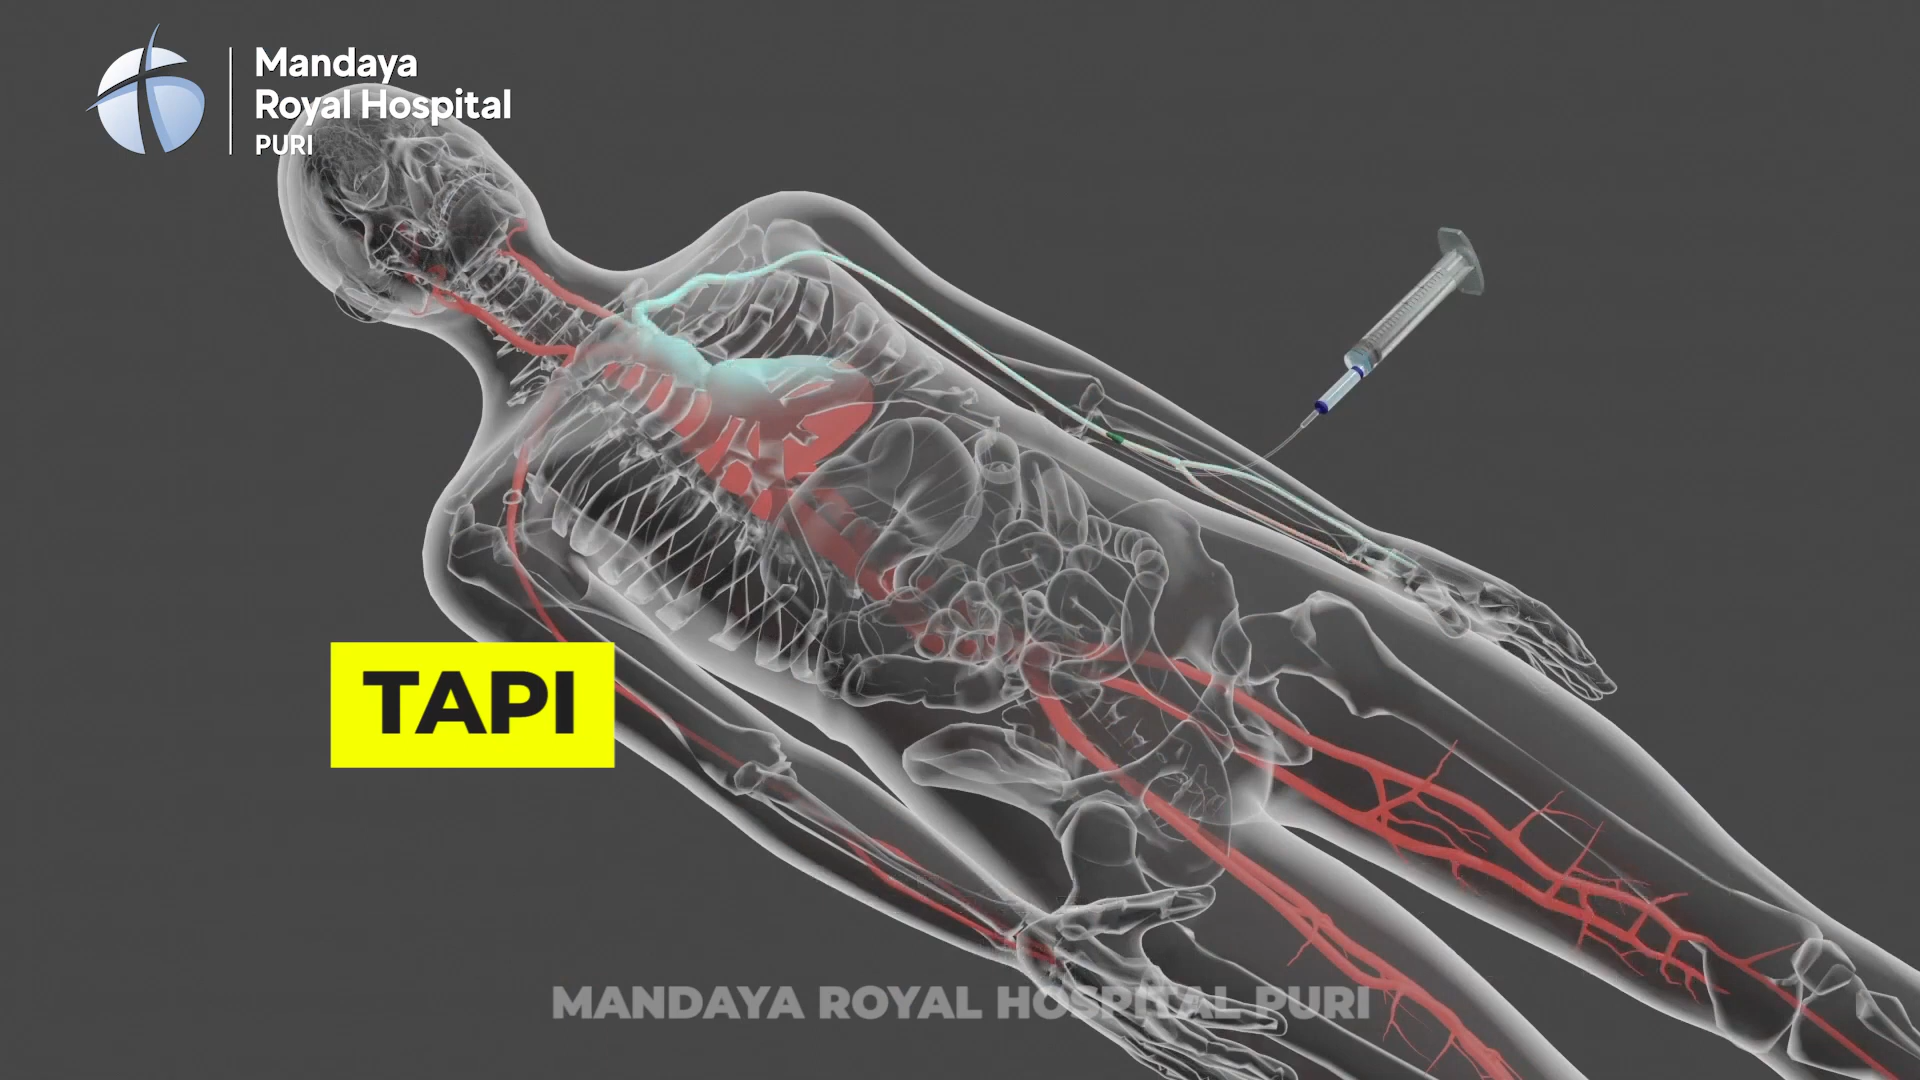 Mandaya
Royal Hospital
PURI
TAPI
MANDAYA ROYAL HOSPITAL PURI